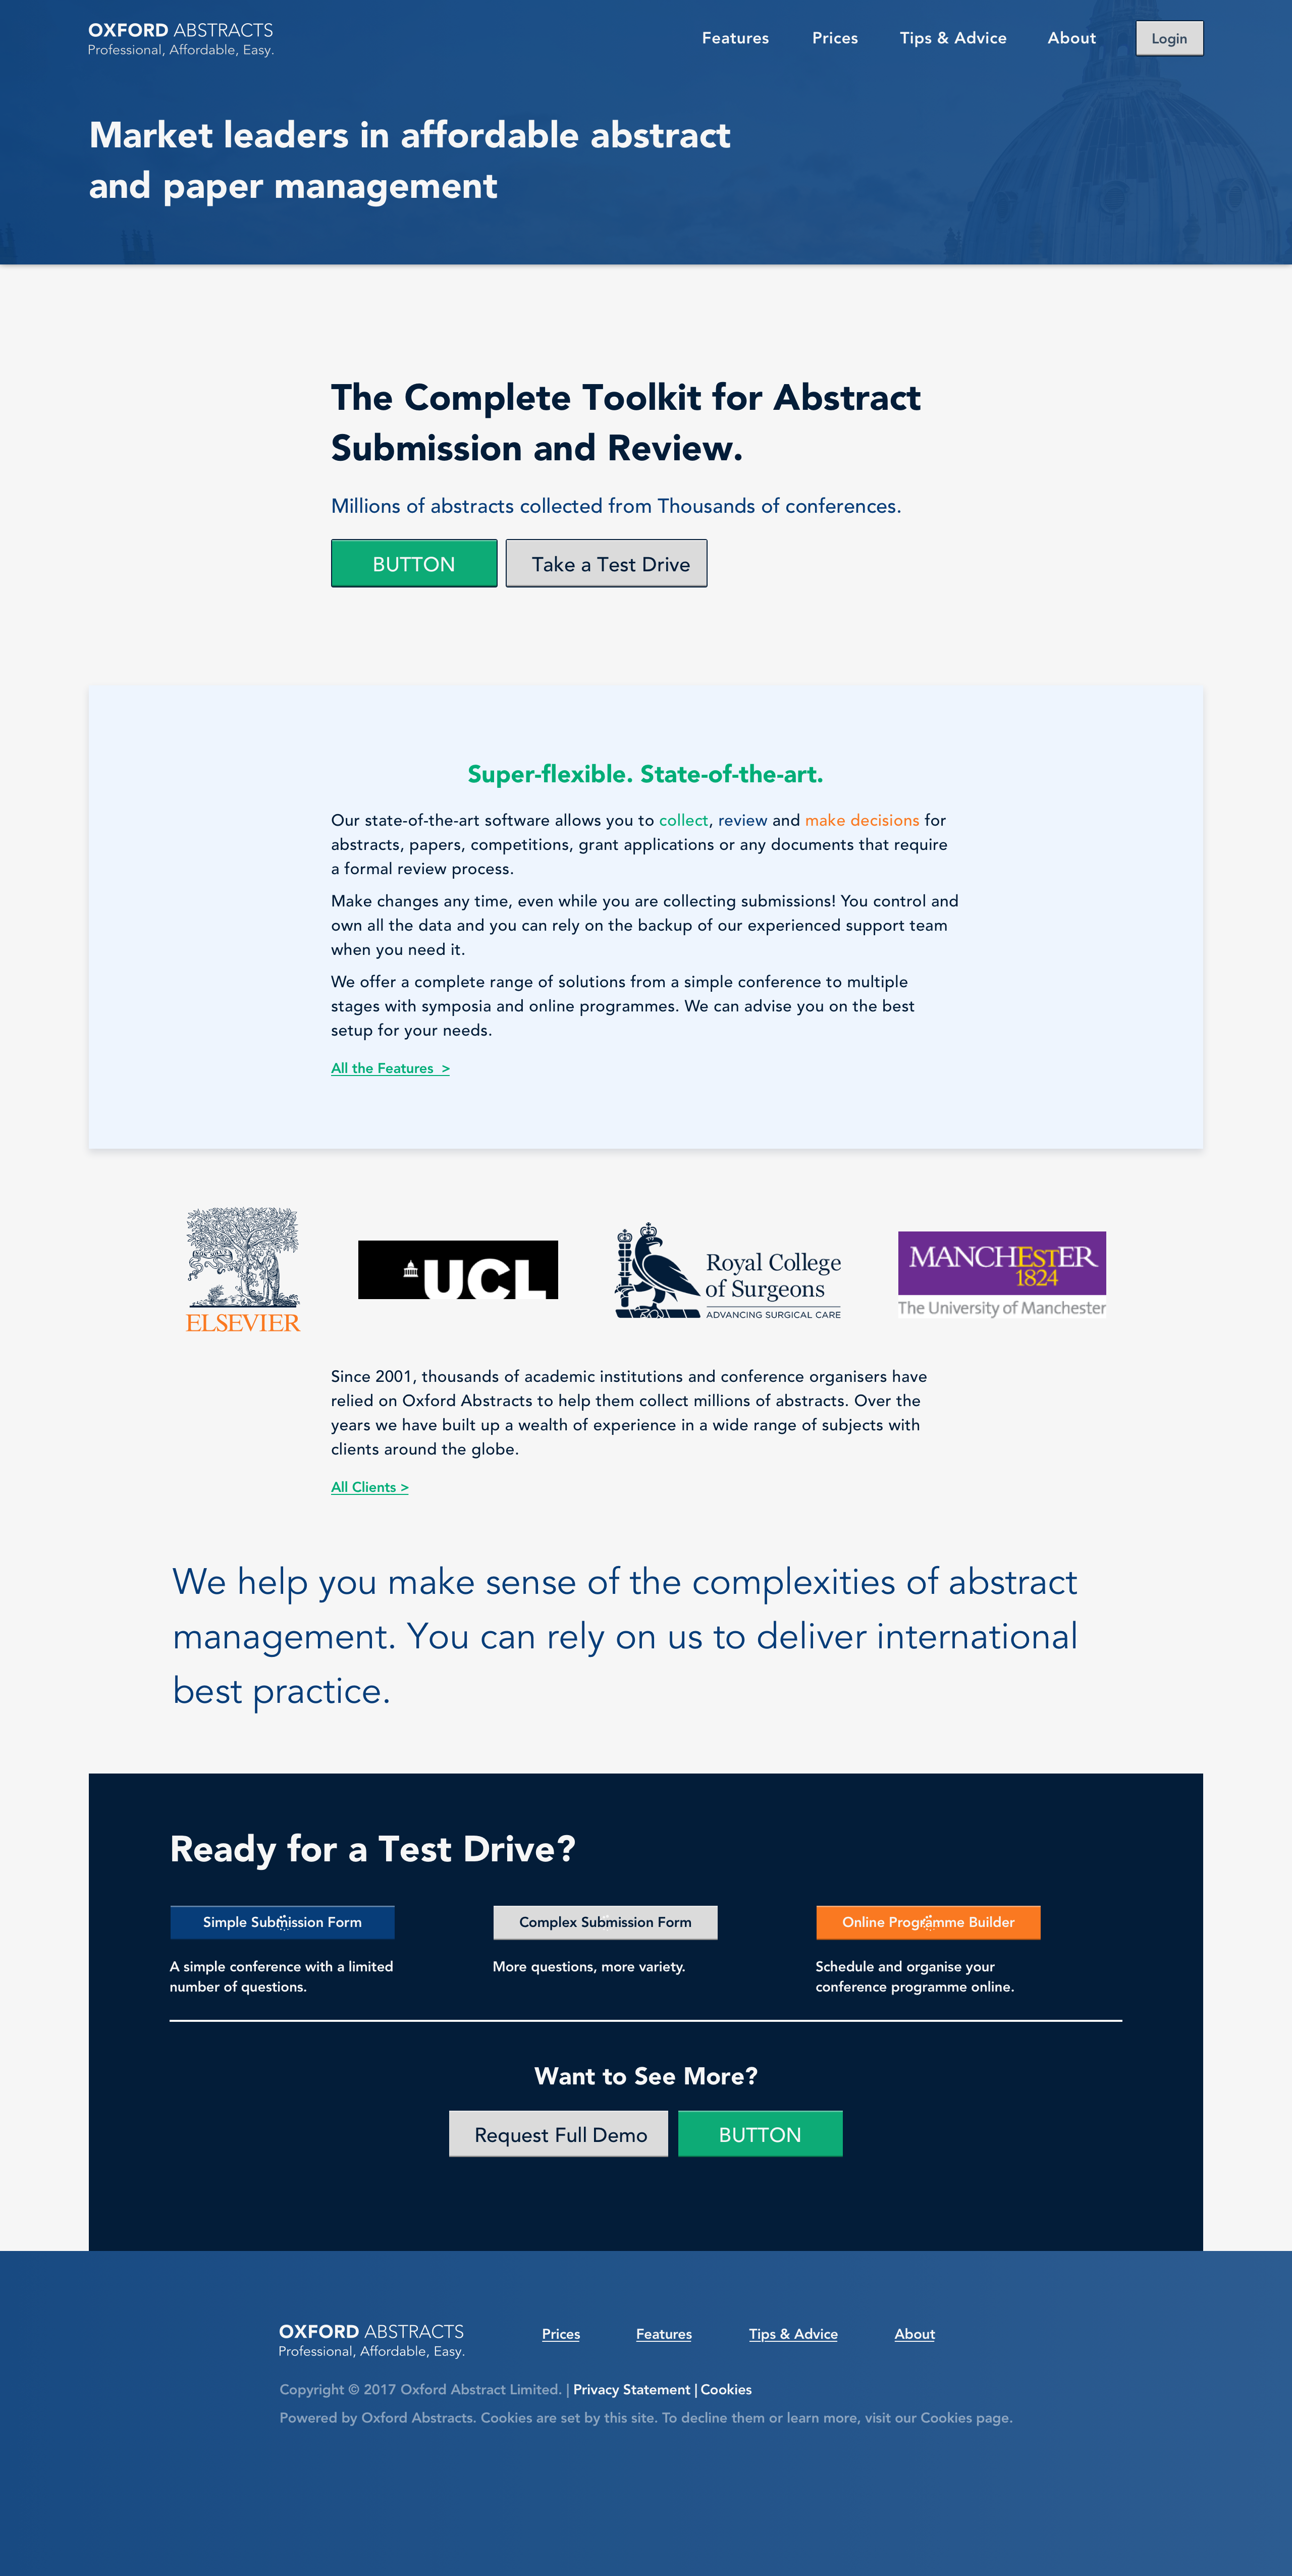 OXFORD ABSTRACTS
Professional, Affordable, Easy.
Features Prices Tips & Advice About Login
Market leaders in affordable abstract
and paper management
The Complete Toolkit for Abstract
Submission and Review.
Millions of abstracts collected from Thousands of conferences.
BUTTON Take a Test Drive
Super-flexible. State-of-the-art.
Our state-of-the-art software allows you to collect, review and make decisions for
abstracts, papers, competitions, grant applications or any documents that require
a formal review process.
Make changes any time, even while you are collecting submissions! You control and
own all the data and you can rely on the backup of our experienced support team
when you need it.
We offer a complete range of solutions from a simple conference to multiple
stages with symposia and online programmes. We can advise you on the best
setup for your needs.
All the Features >
ELSEVIER
UCL
Royal College
of Surgeons
ADVANCING SURGICAL CARE
MANCHESTER
1824
The University of Manchester
Since 2001, thousands of academic institutions and conference organisers have
relied on Oxford Abstracts to help them collect millions of abstracts. Over the
years we have built up a wealth of experience in a wide range of subjects with
clients around the globe.
All Clients >
We help you make sense of the complexities of abstract
management. You can rely on us to deliver international
best practice.
Ready for a Test Drive?
Simple Submission Form
A simple conference with a limited
number of questions.
Complex Submission Form
More questions, more variety.
Online Programme Builder
Schedule and organise your
conference programme online.
Want to See More?
Request Full Demo BUTTON
OXFORD ABSTRACTS
Professional, Affordable, Easy.
Prices Features Tips & Advice About
Copyright © 2017 Oxford Abstract Limited. | Privacy Statement | Cookies
Powered by Oxford Abstracts. Cookies are set by this site. To decline them or learn more, visit our Cookies page.